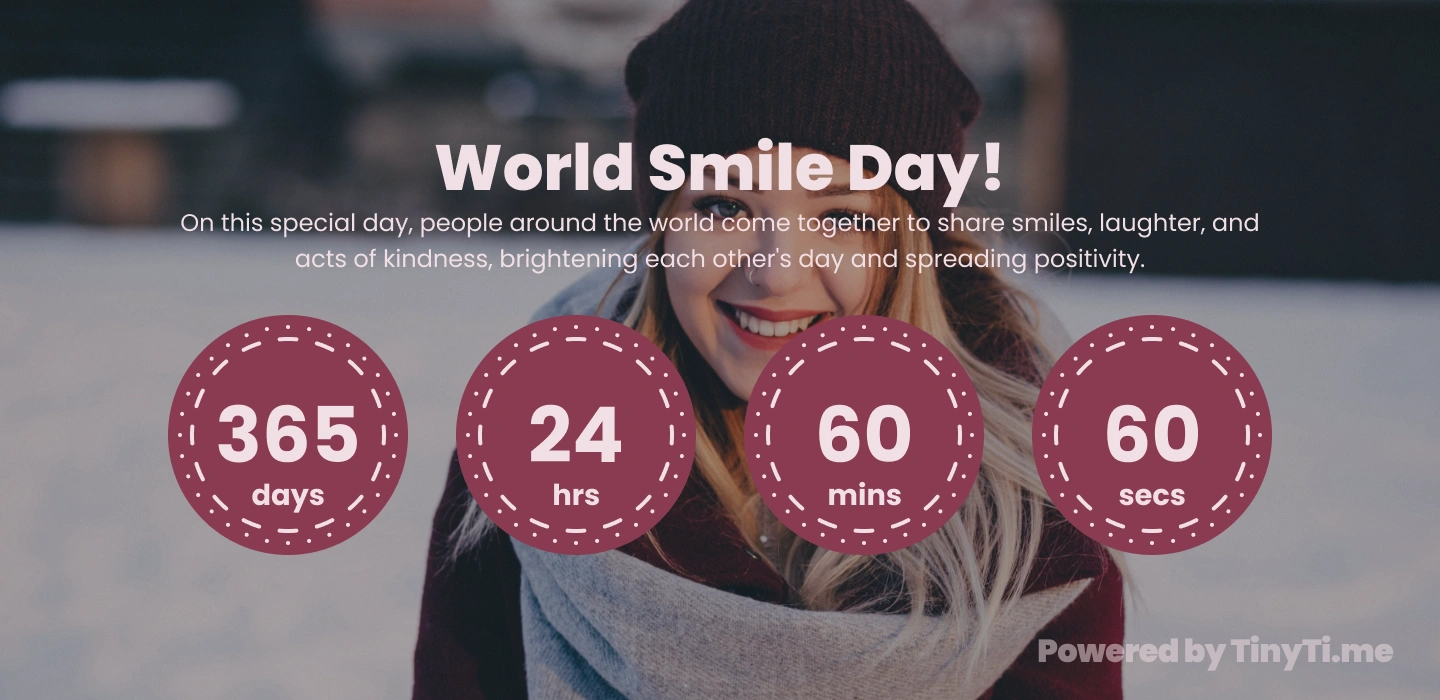 World Smile Day!
On this special day, people around the world come together to share smiles, laughter, and
acts of kindness, brightening each other's day and spreading positivity.
365 24 60 60
days hrs mins secs
Powered by TinyTi.me